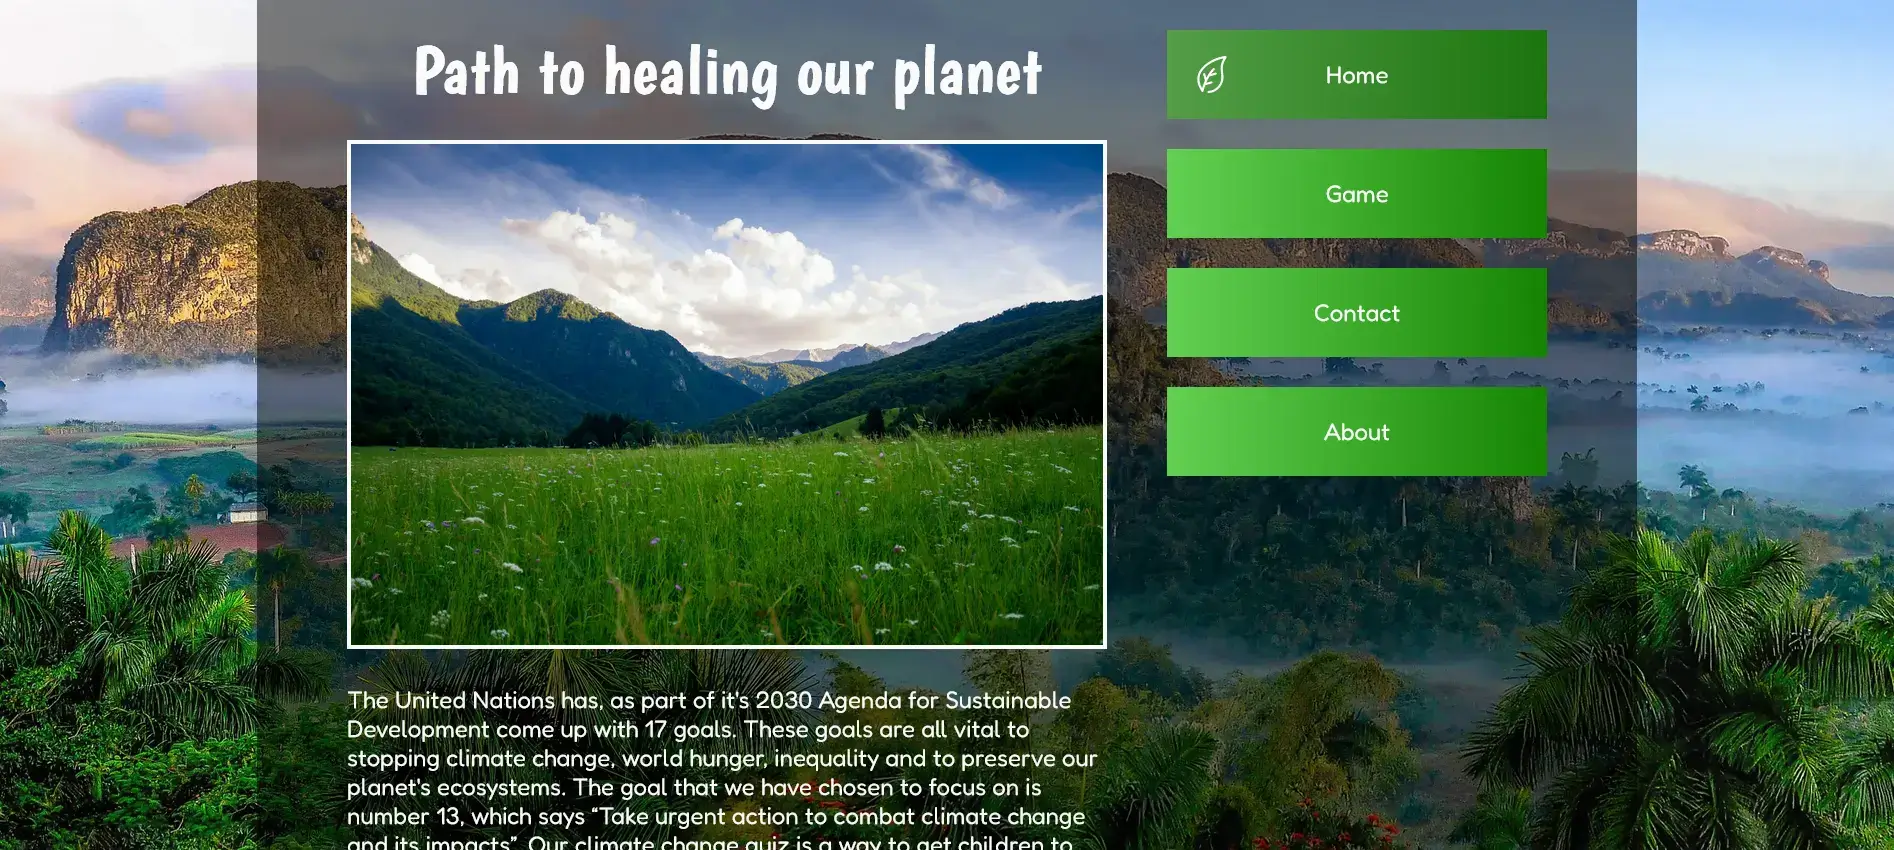 Path to healing our planet
Home
Game
Contact
About
The United Nations has, as part of it's 2030 Agenda for Sustainable
Development come up with 17 goals. These goals are all vital to
stopping climate change, world hunger, inequality and to preserve our
planet's ecosystems. The goal that we have chosen to focus on is
number 13, which says “Take urgent action to combat climate change
and its impacts”. Our climate change quiz is a way to get children to